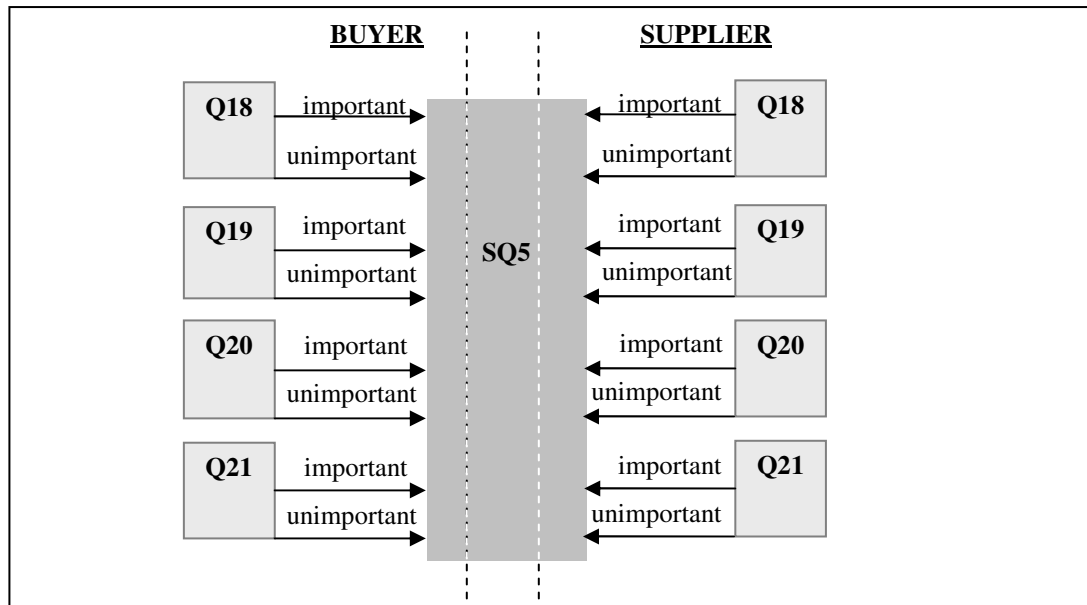 BUYER SUPPLIER
Q18 important important Q18
unimportant unimportant
Q19 important important Q19
SQ5
unimportant unimportant
Q20 important important Q20
unimportant unimportant
Q21 important important Q21
unimportant unimportant